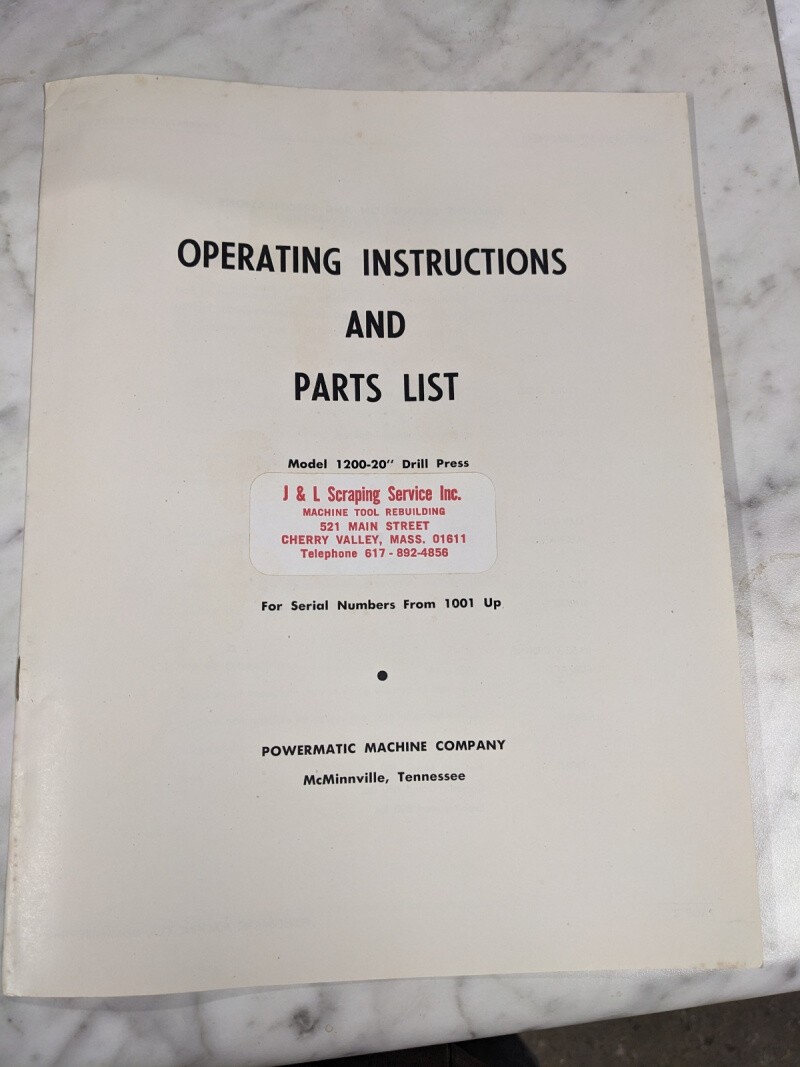 OPERATING INSTRUCTIONS
AND
PARTS LIST
Model 1200-20" Drill Press
J & L Scraping Service Inc.
MACHINE TOOL REBUILDING
521 MAIN STREET
CHERRY VALLEY, MASS. 01611
Telephone 617 - 892-4856
For Serial Numbers From 1001 Up
POWERMATIC MACHINE COMPANY
McMinnville, Tennessee